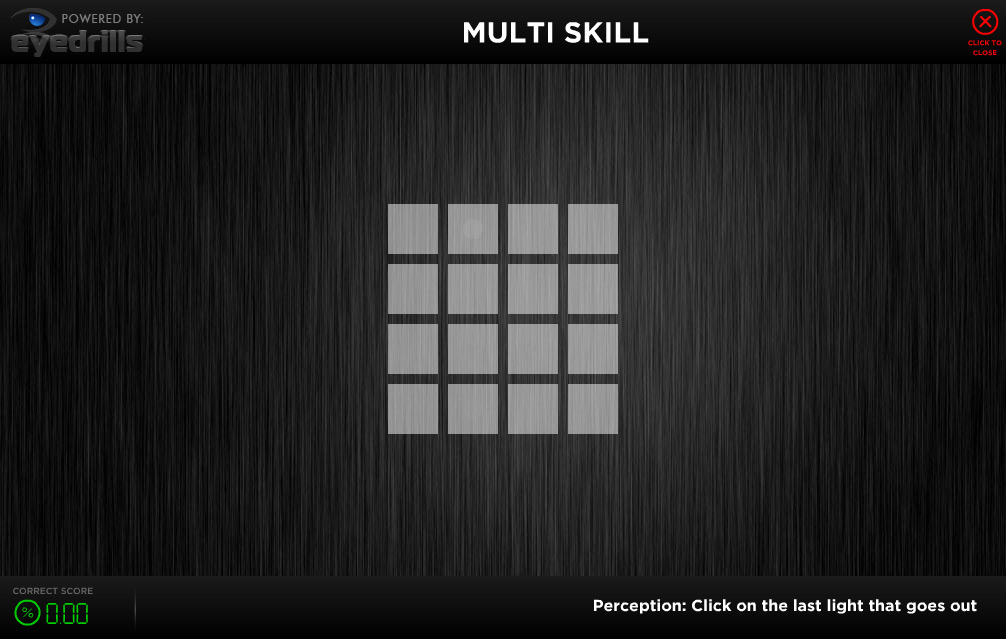 POWERED BY:
eyedrills
MULTI SKILL
CLICK TO
CLOSE
CORRECT SCORE
% 0.00
Perception: Click on the last light that goes out